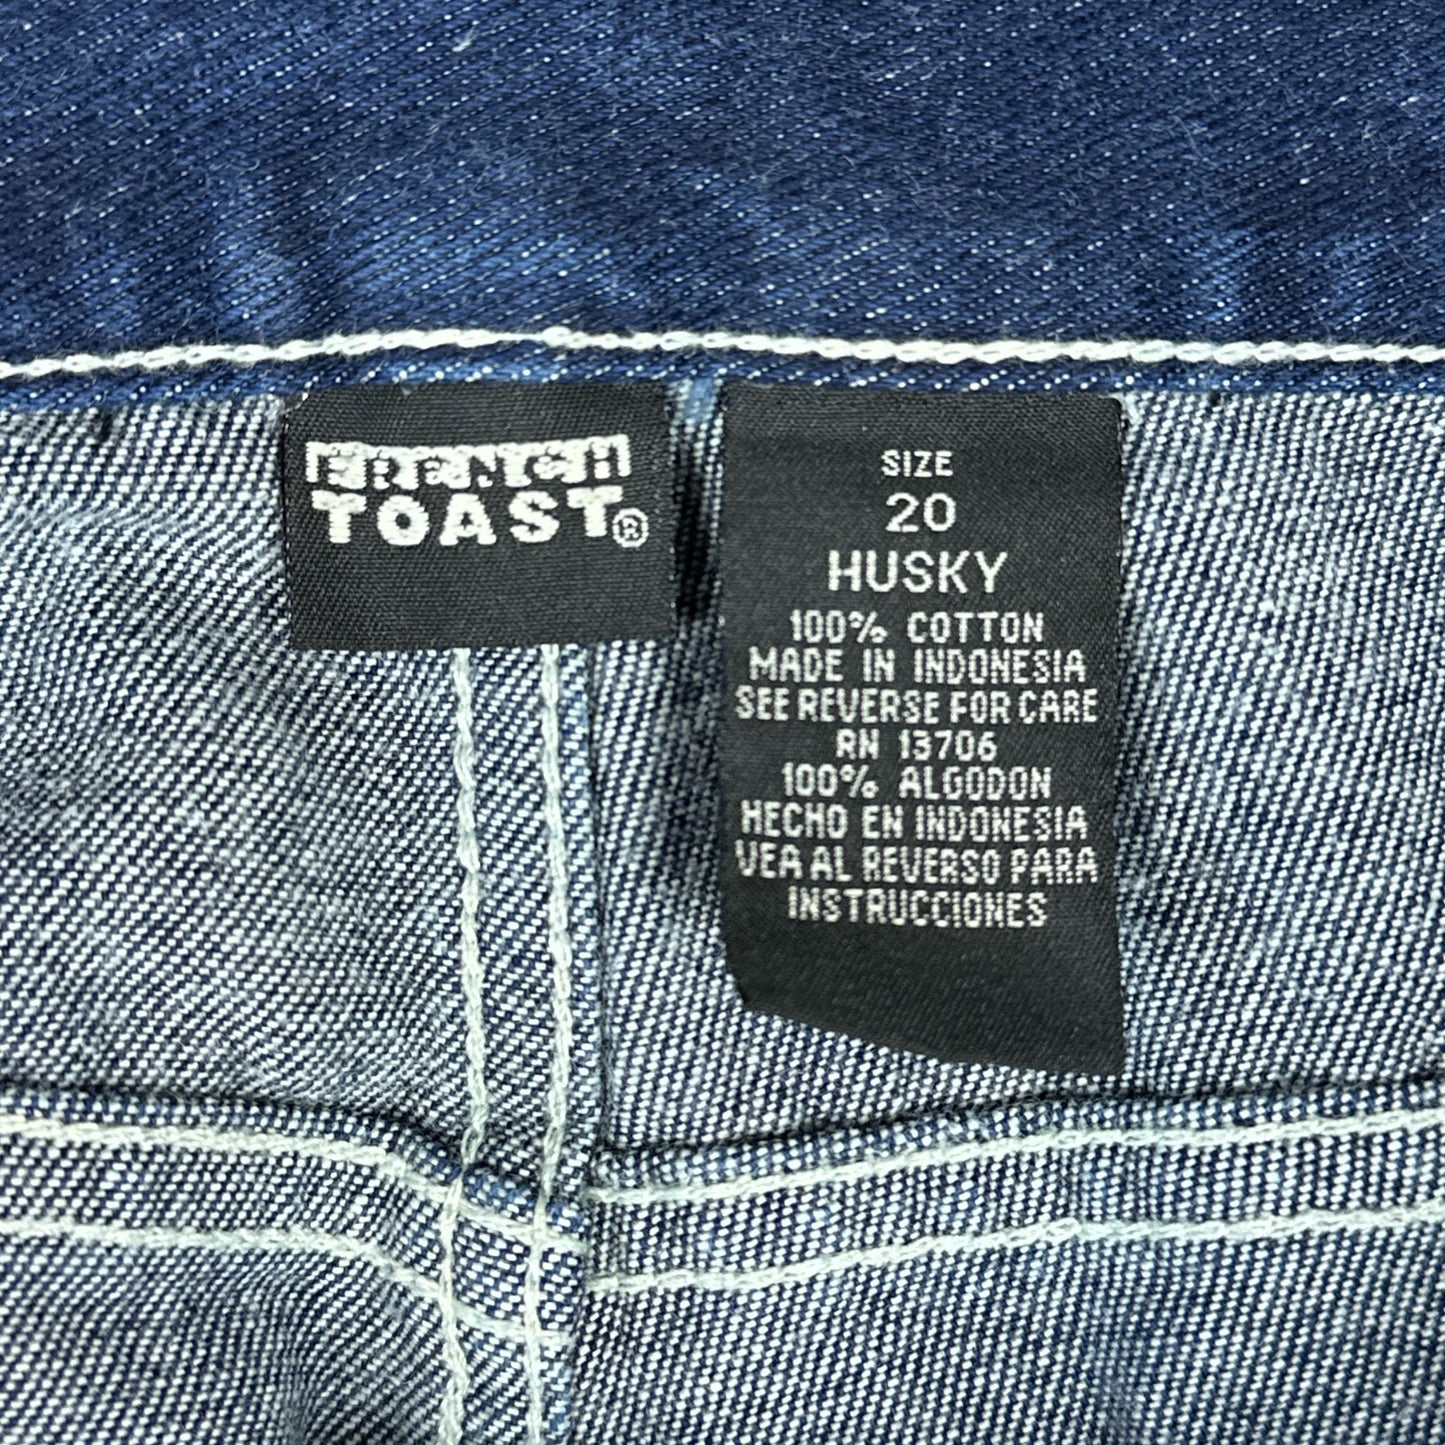 FRENCH
TOAST®
SIZE
20
HUSKY
100% COTTON
MADE IN INDONESIA
SEE REVERSE FOR CARE
RN 13706
100% ALGODON
HECHO EN INDONESIA
VEA AL REVERSO PARA
INSTRUCCIONES